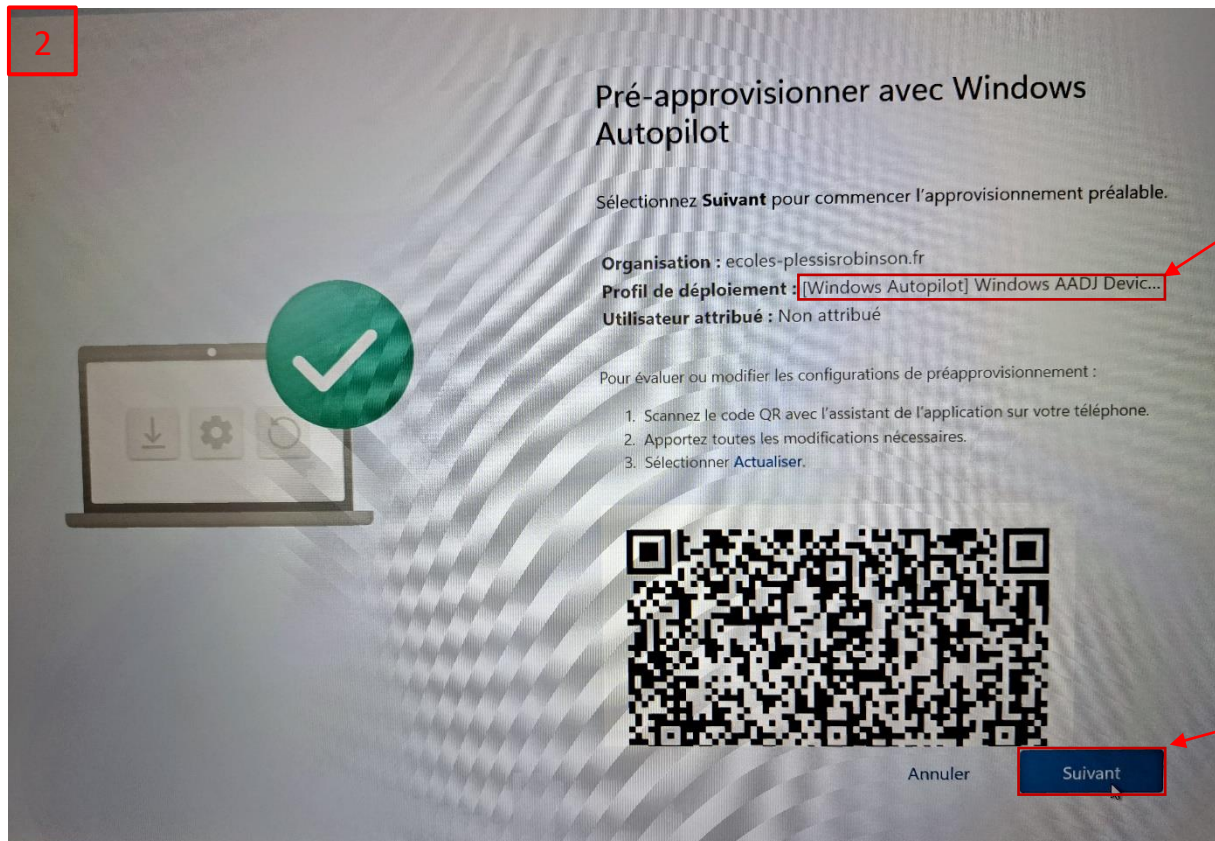 2
Pré-approvisionner avec Windows
Autopilot
Sélectionnez Suivant pour commencer l'approvisionnement préalable.
Organisation : ecoles-plessisrobinson.fr
Profil de déploiement : [Windows Autopilot] Windows AADJ Devic...
Utilisateur attribué : Non attribué
Pour évaluer ou modifier les configurations de préapprovisionnement :
1. Scannez le code QR avec l'assistant de l'application sur votre téléphone.
2. Apportez toutes les modifications nécessaires.
3. Sélectionner Actualiser.
Annuler
Suivant